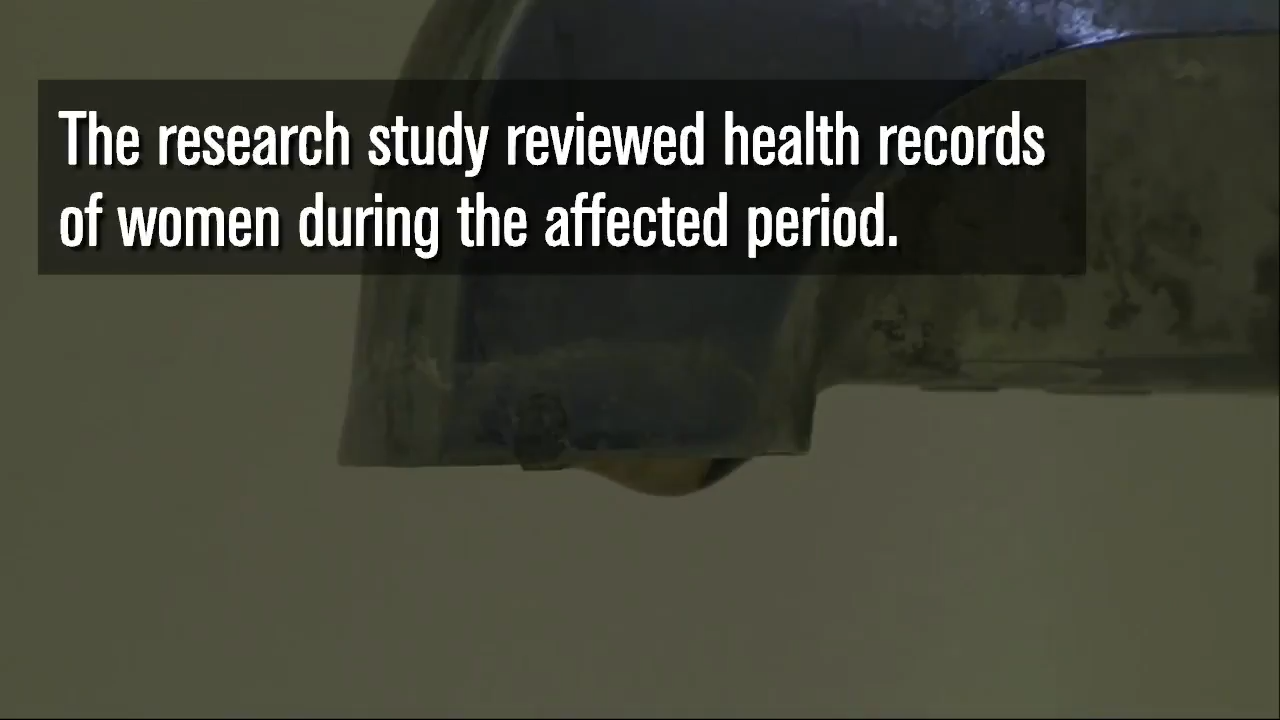 The research study reviewed health records
of women during the affected period.